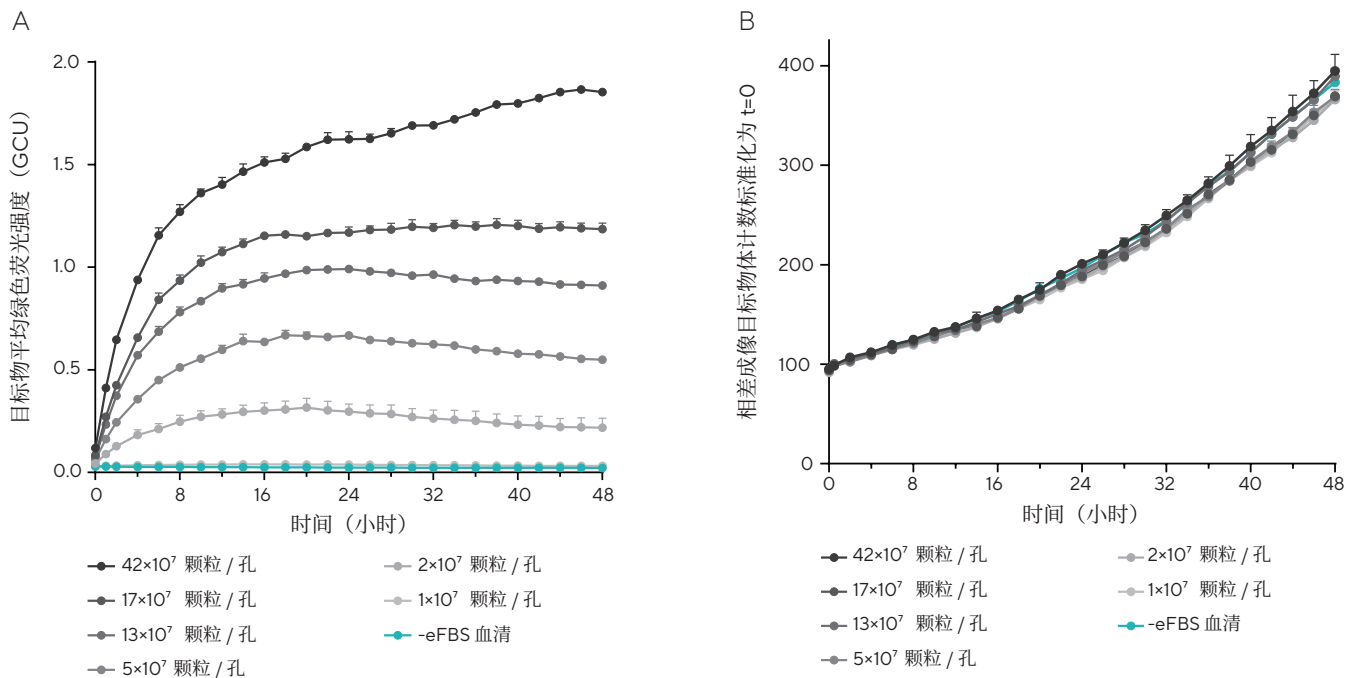 A
目标物平均绿色荧光强度（GCU）
2.0
1.5
1.0
0.5
0.0
0 8 16 24 32 40 48
时间（小时）
42×10⁷ 颗粒 / 孔
17×10⁷ 颗粒 / 孔
13×10⁷ 颗粒 / 孔
5×10⁷ 颗粒 / 孔
2×10⁷ 颗粒 / 孔
1×10⁷ 颗粒 / 孔
-eFBS 血清
B
相差成像目标物体计数标准化为 t=0
400
300
200
100
0
0 8 16 24 32 40 48
时间（小时）
42×10⁷ 颗粒 / 孔
17×10⁷ 颗粒 / 孔
13×10⁷ 颗粒 / 孔
5×10⁷ 颗粒 / 孔
2×10⁷ 颗粒 / 孔
1×10⁷ 颗粒 / 孔
-eFBS 血清